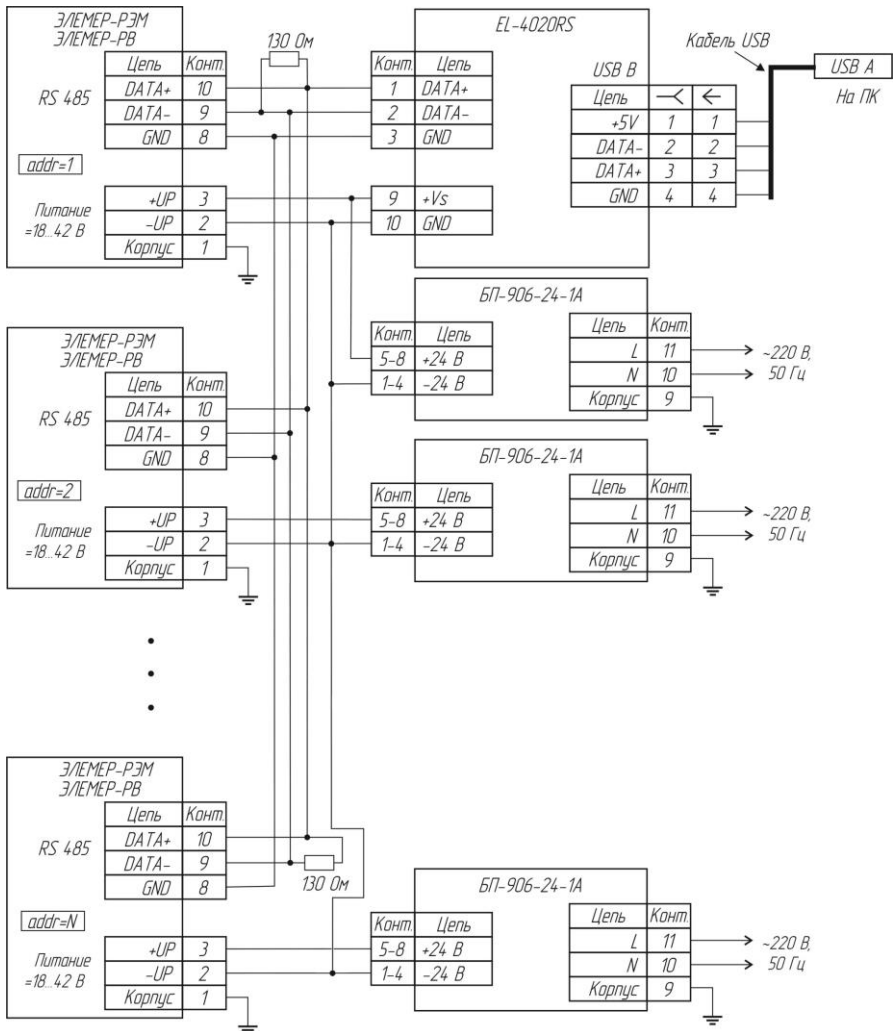 ЭЛЕМЕР-РЭМ
ЭЛЕМЕР-РВ
Цепь Конт.
RS 485
DATA+ 10
DATA- 9
GND 8
addr=1
Питание
=18...42 В
+UP 3
-UP 2
Корпус 1
130 Ом
EL-4020RS
Конт. Цепь
1 DATA+
2 DATA-
3 GND
9 +Vs
10 GND
USB B
Цепь
+5V 1 1
DATA- 2 2
DATA+ 3 3
GND 4 4
Кабель USB
USB A
На ПК
БП-906-24-1А
Конт. Цепь
5-8 +24 В
1-4 -24 В
Цепь Конт.
L 11
N 10
Корпус 9
~220 В,
50 Гц
ЭЛЕМЕР-РЭМ
ЭЛЕМЕР-РВ
Цепь Конт.
RS 485
DATA+ 10
DATA- 9
GND 8
addr=2
Питание
=18...42 В
+UP 3
-UP 2
Корпус 1
БП-906-24-1А
Конт. Цепь
5-8 +24 В
1-4 -24 В
Цепь Конт.
L 11
N 10
Корпус 9
~220 В,
50 Гц
ЭЛЕМЕР-РЭМ
ЭЛЕМЕР-РВ
Цепь Конт.
RS 485
DATA+ 10
DATA- 9
GND 8
addr=N
Питание
=18...42 В
+UP 3
-UP 2
Корпус 1
130 Ом
БП-906-24-1А
Конт. Цепь
5-8 +24 В
1-4 -24 В
Цепь Конт.
L 11
N 10
Корпус 9
~220 В,
50 Гц